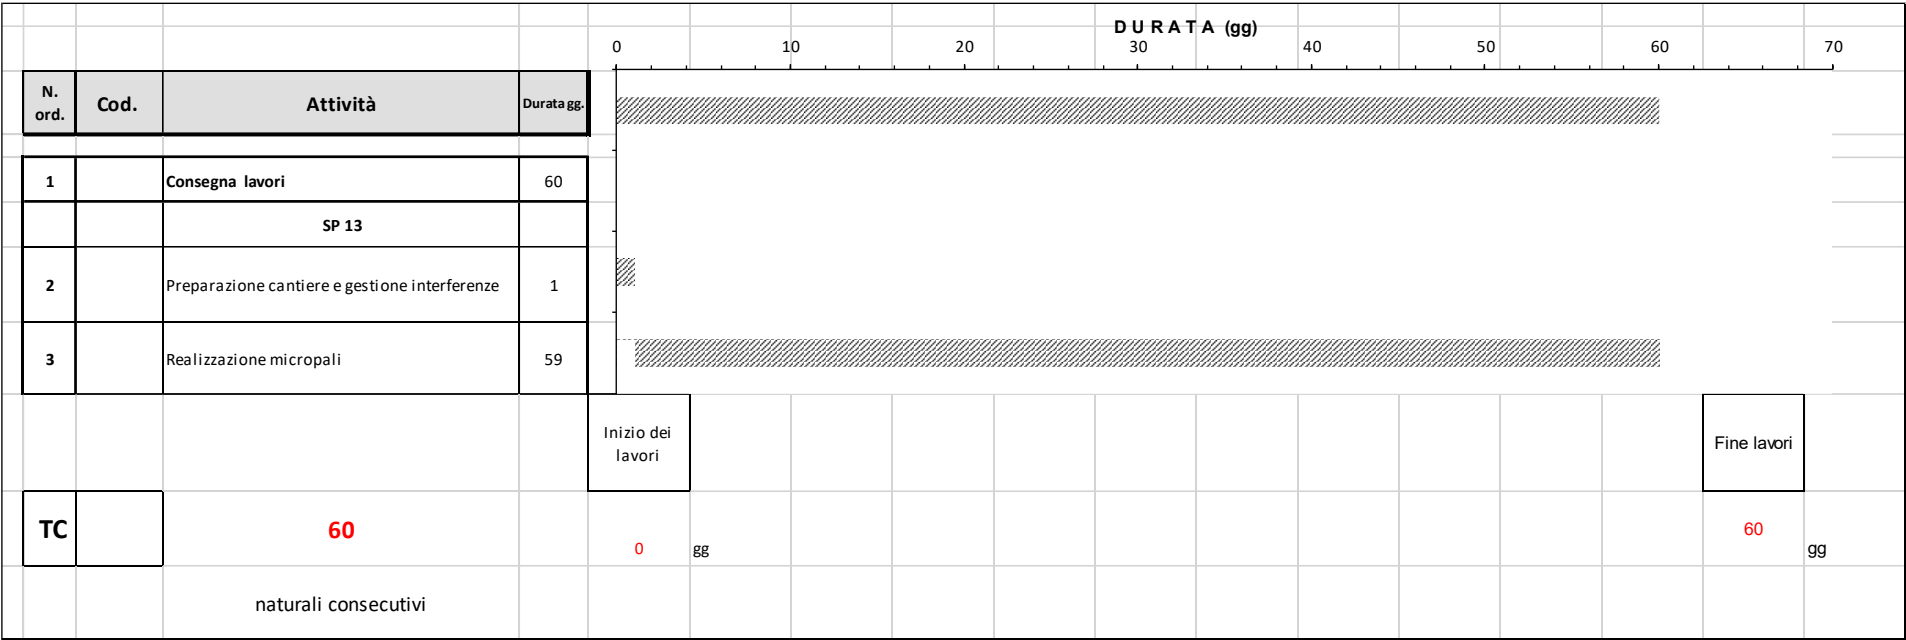 D U R A T A (gg)
0 10 20 30 40 50 60 70
N. ord. Cod. Attività Durata gg.
1 Consegna lavori 60
SP 13
2 Preparazione cantiere e gestione interferenze 1
3 Realizzazione micropali 59
Inizio dei
lavori
Fine lavori
TC 60 0 gg 60 gg
naturali consecutivi